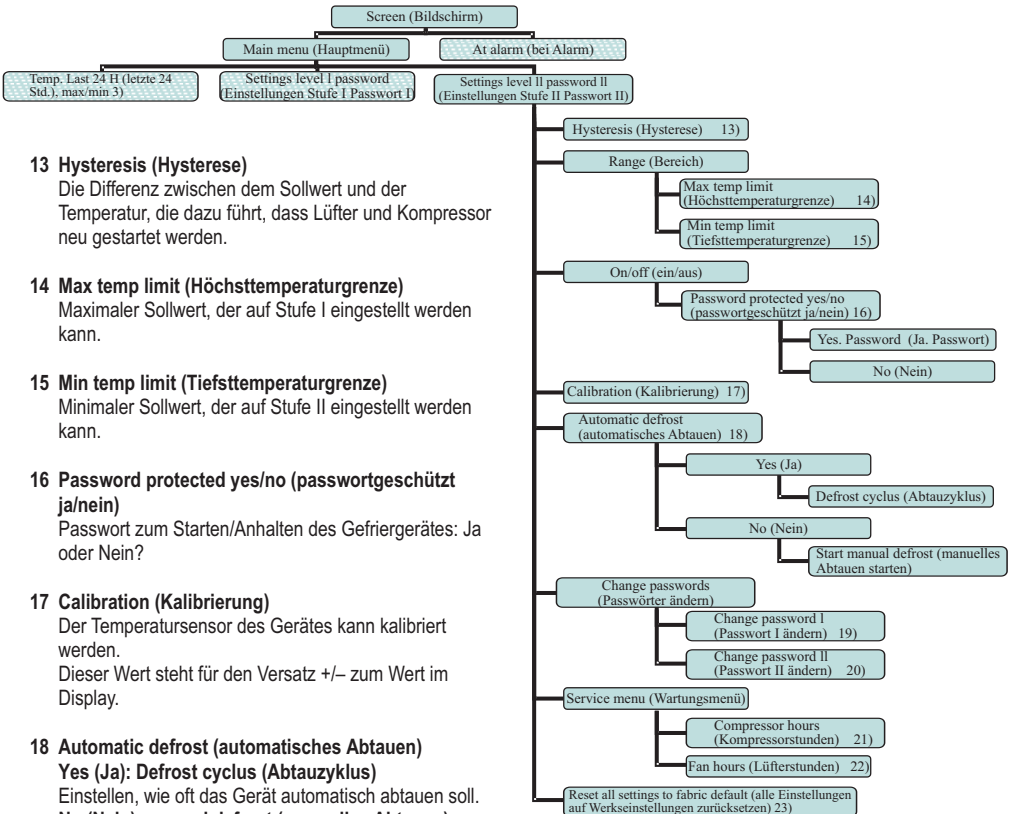 Screen (Bildschirm)
Main menu (Hauptmenü)
At alarm (bei Alarm)
Temp. Last 24 H (letzte 24
Std.), max/min 3)
Settings level I password
(Einstellungen Stufe I Passwort I)
Settings level ll password ll
(Einstellungen Stufe II Passwort II)
Hysteresis (Hysterese) 13)
Range (Bereich)
Max temp limit
(Höchsttemperaturgrenze) 14)
Min temp limit
(Tiefsttemperaturgrenze) 15)
On/off (ein/aus)
Password protected yes/no
(passwortgeschützt ja/nein) 16)
Yes. Password (Ja. Passwort)
No (Nein)
Calibration (Kalibrierung) 17)
Automatic defrost
(automatisches Abtauen) 18)
Yes (Ja)
Defrost cyclus (Abtauzyklus)
No (Nein)
Start manual defrost (manuelles
Abtauen starten)
Change passwords
(Passwörter ändern)
Change password l
(Passwort I ändern) 19)
Change password ll
(Passwort II ändern) 20)
Service menu (Wartungsmenü)
Compressor hours
(Kompressorstunden) 21)
Fan hours (Lüfterstunden) 22)
Reset all settings to fabric default (alle Einstellungen
auf Werkseinstellungen zurücksetzen) 23)
13 Hysteresis (Hysterese)
Die Differenz zwischen dem Sollwert und der
Temperatur, die dazu führt, dass Lüfter und Kompressor
neu gestartet werden.
14 Max temp limit (Höchsttemperaturgrenze)
Maximaler Sollwert, der auf Stufe I eingestellt werden
kann.
15 Min temp limit (Tiefsttemperaturgrenze)
Minimaler Sollwert, der auf Stufe II eingestellt werden
kann.
16 Password protected yes/no (passwortgeschützt
ja/nein)
Passwort zum Starten/Anhalten des Gefriergerätes: Ja
oder Nein?
17 Calibration (Kalibrierung)
Der Temperatursensor des Gerätes kann kalibriert
werden.
Dieser Wert steht für den Versatz +/– zum Wert im
Display.
18 Automatic defrost (automatisches Abtauen)
Yes (Ja): Defrost cyclus (Abtauzyklus)
Einstellen, wie oft das Gerät automatisch abtauen soll.